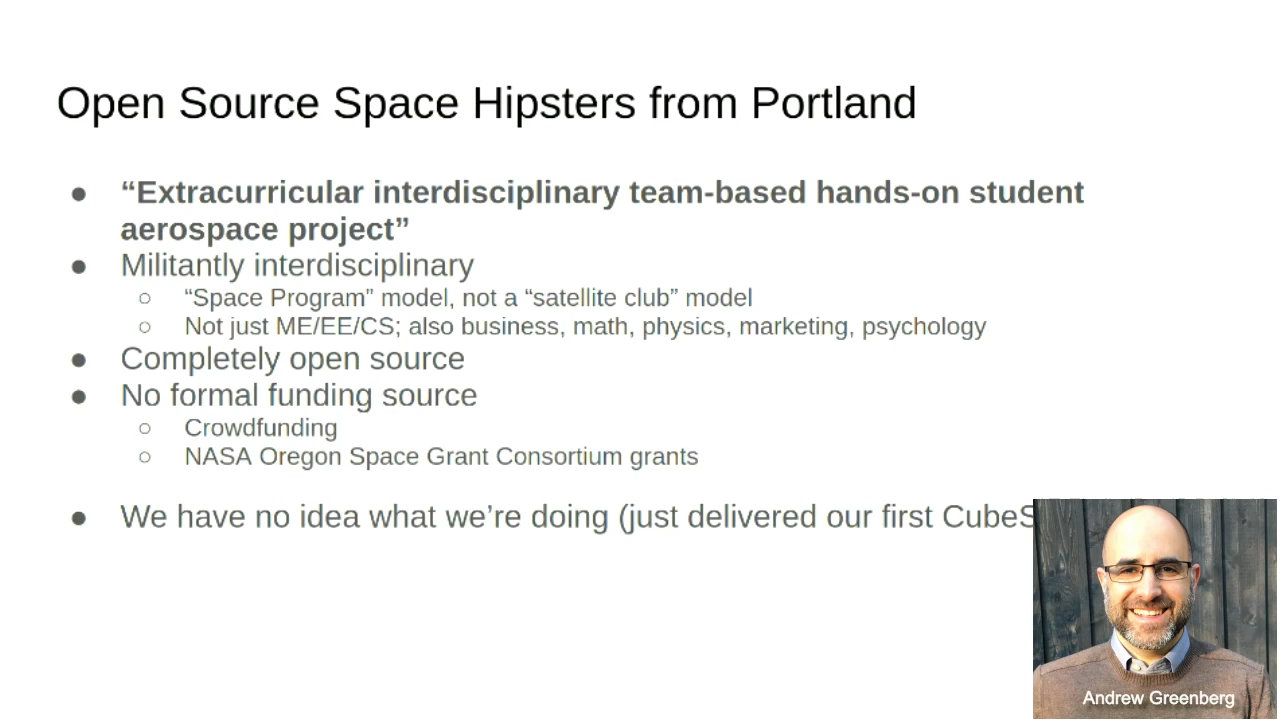 Open Source Space Hipsters from Portland
● “Extracurricular interdisciplinary team-based hands-on student
aerospace project”
● Militantly interdisciplinary
○ “Space Program” model, not a “satellite club” model
○ Not just ME/EE/CS; also business, math, physics, marketing, psychology
● Completely open source
● No formal funding source
○ Crowdfunding
○ NASA Oregon Space Grant Consortium grants
● We have no idea what we’re doing (just delivered our first CubeS
Andrew Greenberg